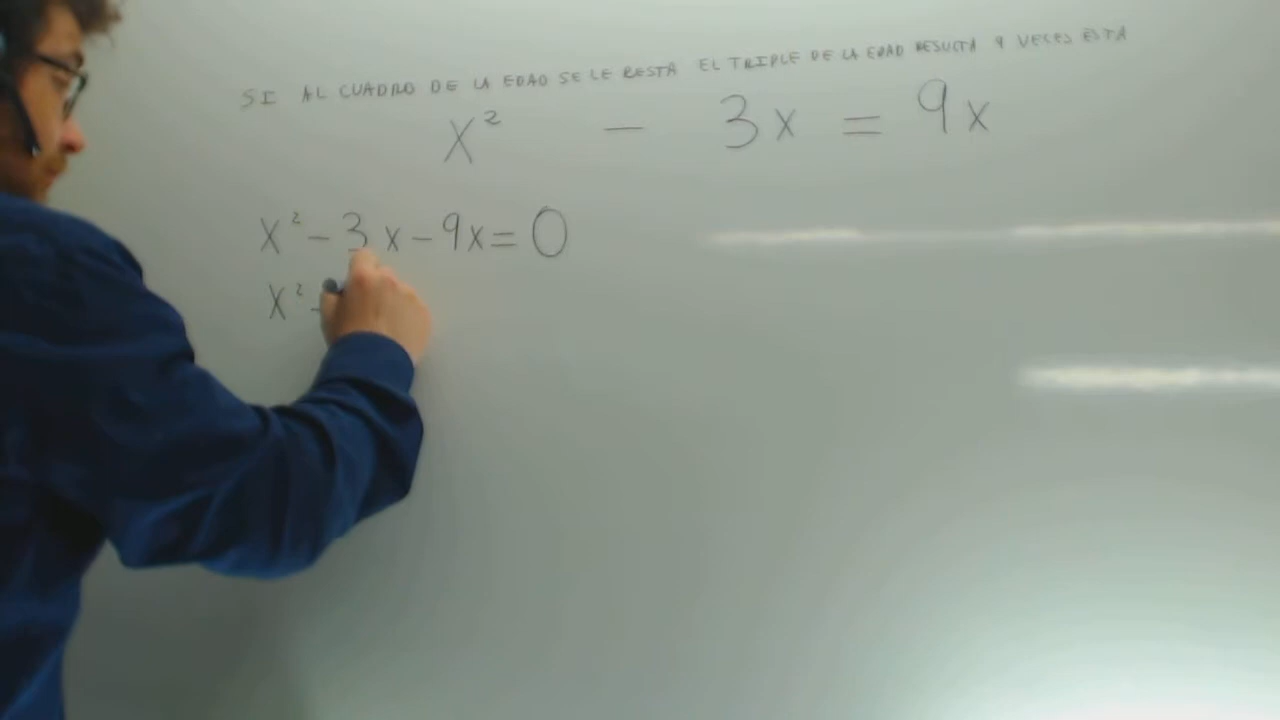 SI AL CUADRO DE LA EDAD SE LE RESTA EL TRIPLE DE LA EDAD RESULTA 9 VECES ESTA
x² - 3x = 9x
x² - 3x - 9x = 0
x² -